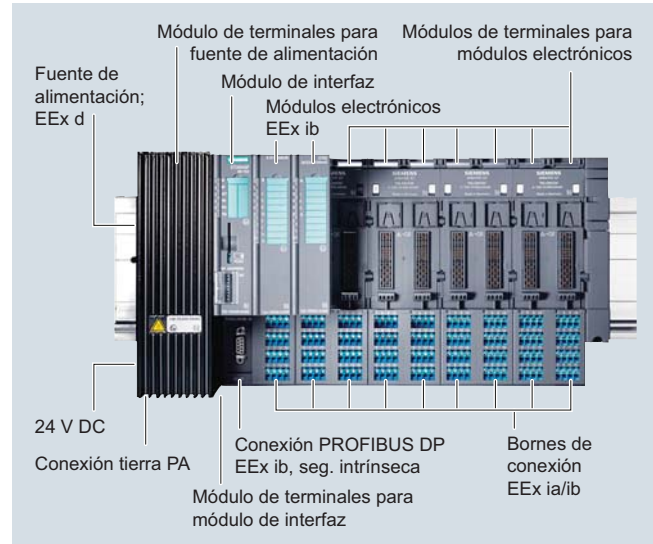 Módulo de terminales para
fuente de alimentación
Módulos de terminales para
módulos electrónicos
Fuente de
alimentación;
EEx d
Módulo de interfaz
Módulos electrónicos
EEx ib
SIEMENS
SIEMENS
SIEMENS
24 V DC
Conexión tierra PA
Conexión PROFIBUS DP
EEx ib, seg. intrínseca
Módulo de terminales para
módulo de interfaz
Bornes de
conexión
EEx ia/ib